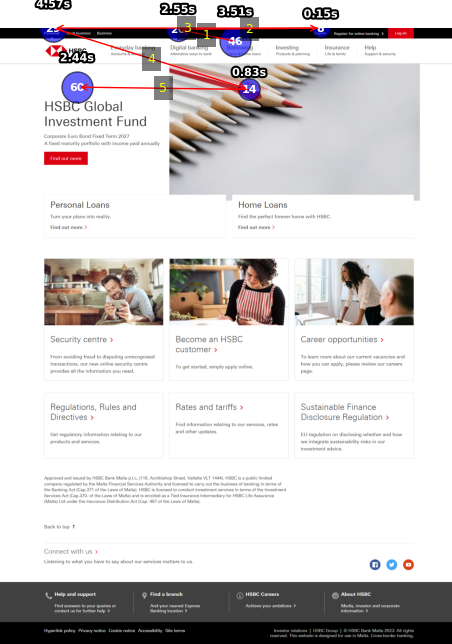 4.57s
2.55s
3.51s
0.15s
3
2
1
46
Business
Register for online banking
Log on
HSBC
Everyday banking
Digital banking
Investing
Insurance
Help
Alternative ways to bank
Products & planning
Life & family
Support & security
4
2.44s
0.83s
60
5
14
HSBC Global
Investment Fund
Corporate Euro Bond Fixed Term 2027
A fixed maturity portfolio with income paid annually
Find out more
Personal Loans
Turn your plans into reality.
Find out more
Home Loans
Find the perfect forever home with HSBC.
Find out more
Security centre
From avoiding fraud to disputing unrecognised
transactions, our new online security centre
provides all the information you need.
Become an HSBC
customer
To get started, simply apply online.
Career opportunities
To learn more about our current vacancies and
how you can apply, please review our careers
page.
Regulations, Rules and
Directives
Get regulatory information relating to our
products and services.
Rates and tariffs
Find information relating to our services, rates
and other updates.
Sustainable Finance
Disclosure Regulation
EU regulation on disclosing whether and how
we integrate sustainability risks in our
investment advice.
Approved and issued by HSBC Bank Malta p.l.c. (116, Archbishop Street, Valletta VLT 1444). HSBC is a public limited
company regulated by the Malta Financial Services Authority and licensed to carry out the business of banking in terms of
the Banking Act (Cap.371 of the Laws of Malta). HSBC is licensed to conduct investment services in terms of the Investment
Services Act (Cap.370, of the Laws of Malta) and is enrolled as a Tied Insurance Intermediary for HSBC Life Assurance
(Malta) Ltd under the Insurance Distribution Act (Cap. 487 of the Laws of Malta).
Back to top
Connect with us
Listening to what you have to say about our services matters to us.
Help and support
Find answers to your queries or
contact us for further help
Find a branch
And your nearest Express
Banking location
HSBC Careers
Achieve your ambitions
About HSBC
Media, investor and corporate
information
Hyperlink policy Privacy notice Cookie notice Accessibility Site terms
Investor relations | HSBC Group | © HSBC Bank Malta 2023. All rights
reserved. This website is designed for use in Malta. Cross-border banking.